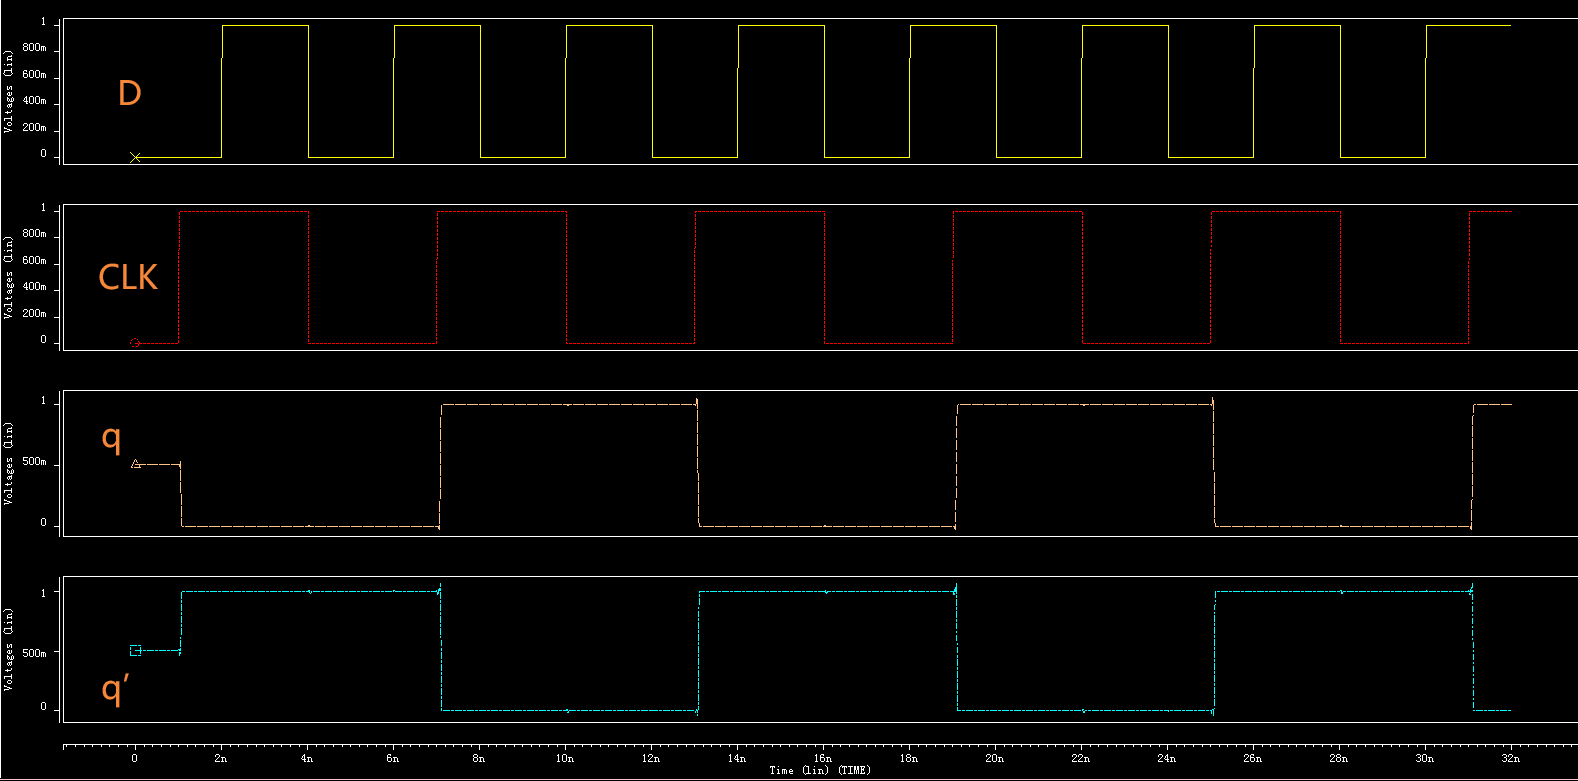 Voltages (lin)
1
800m
600m
400m
200m
0
D
Voltages (lin)
1
800m
600m
400m
200m
0
CLK
Voltages (lin)
1
500m
0
q
Voltages (lin)
1
500m
0
q′
0 2n 4n 6n 8n 10n 12n 14n 16n 18n 20n 22n 24n 26n 28n 30n 32n
Time (lin) (TIME)